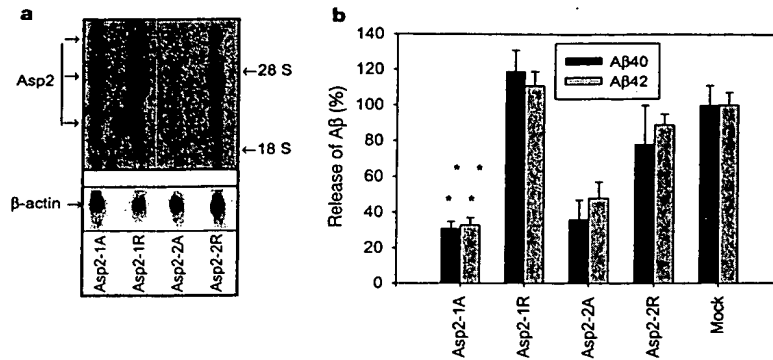 a
Asp2
←28 S
←18 S
β-actin→
Asp2-1A
Asp2-1R
Asp2-2A
Asp2-2R
b
Release of Aβ (%)
140
120
100
80
60
40
20
0
Aβ40
Aβ42
* *
* *
Asp2-1A
Asp2-1R
Asp2-2A
Asp2-2R
Mock